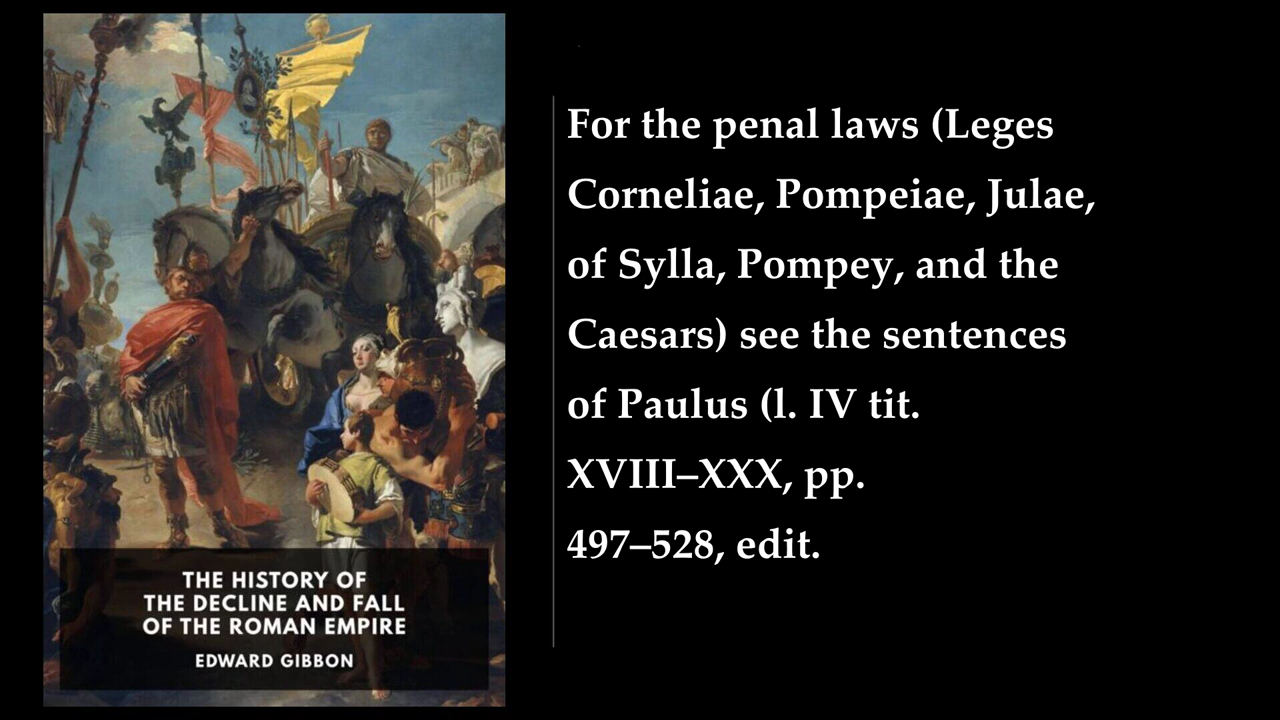 THE HISTORY OF
THE DECLINE AND FALL
OF THE ROMAN EMPIRE
EDWARD GIBBON
For the penal laws (Leges
Corneliae, Pompeiae, Julae,
of Sylla, Pompey, and the
Caesars) see the sentences
of Paulus (l. IV tit.
XVIII–XXX, pp.
497–528, edit.